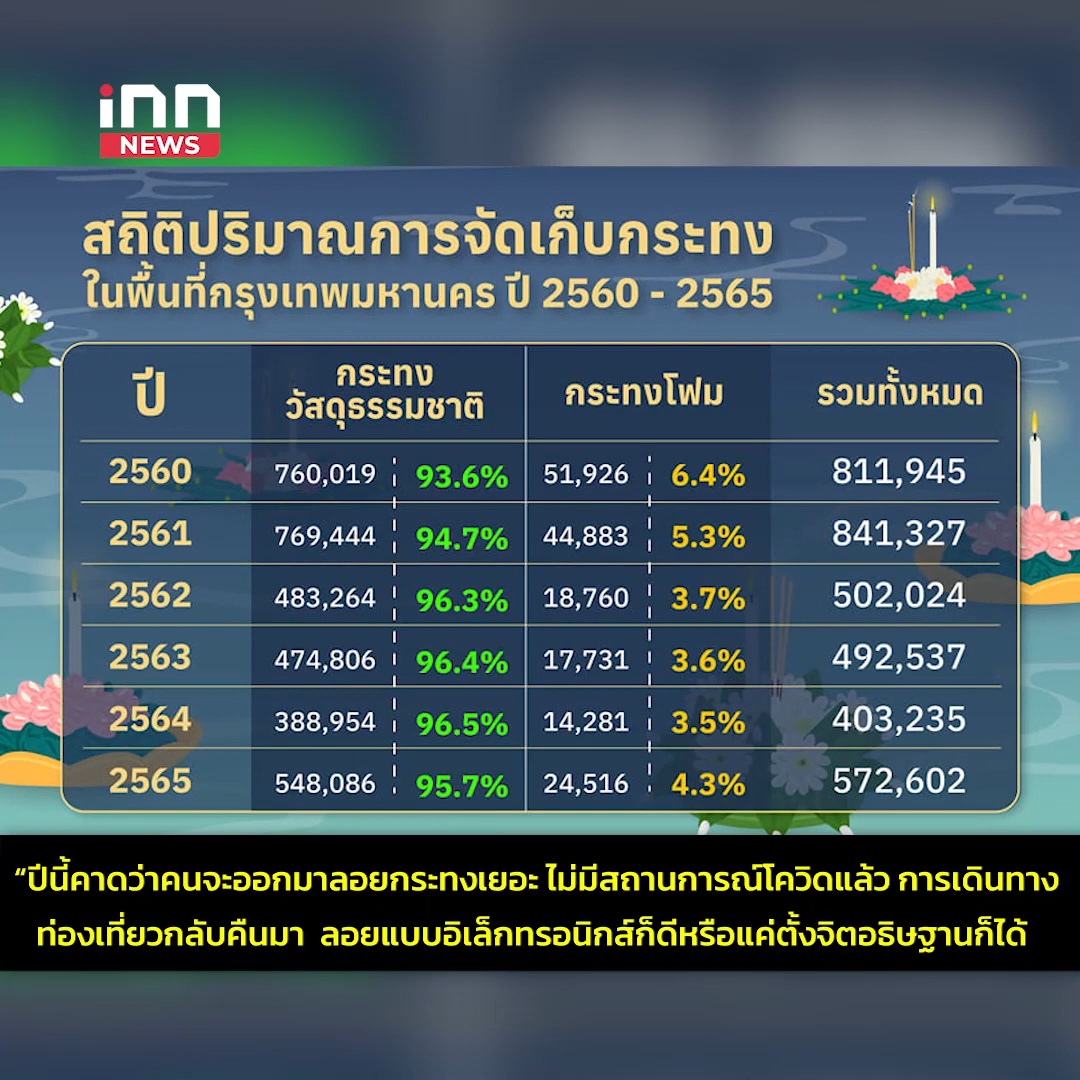 inn
NEWS
สถิติปริมาณการจัดเก็บกระทง
ในพื้นที่กรุงเทพมหานคร ปี 2560 - 2565
ปี กระทง วัสดุธรรมชาติ กระทงโฟม รวมทั้งหมด
2560 760,019 93.6% 51,926 6.4% 811,945
2561 769,444 94.7% 44,883 5.3% 841,327
2562 483,264 96.3% 18,760 3.7% 502,024
2563 474,806 96.4% 17,731 3.6% 492,537
2564 388,954 96.5% 14,281 3.5% 403,235
2565 548,086 95.7% 24,516 4.3% 572,602
“ปีนี้คาดว่าคนจะออกมาลอยกระทงเยอะ ไม่มีสถานการณ์โควิดแล้ว การเดินทาง
ท่องเที่ยวกลับคืนมา ลอยแบบอิเล็กทรอนิกส์ก็ดีหรือแค่ตั้งจิตอธิษฐานก็ได้